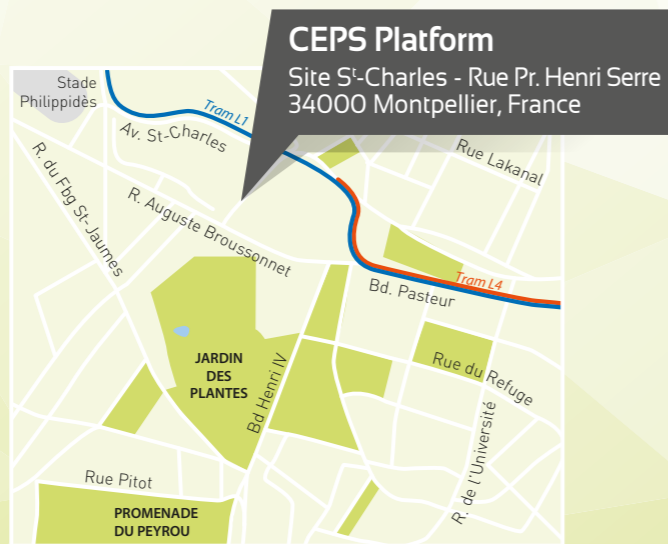 CEPS Platform
Site Sᵗ-Charles - Rue Pr. Henri Serre
34000 Montpellier, France
Stade
Philippidès
Tram L1
Av. St-Charles
Rue Lakanal
R. du Fbg St-Jaumes
R. Auguste Broussonnet
Tram L4
Bd. Pasteur
JARDIN
DES
PLANTES
Bd Henri IV
Rue du Refuge
R. de l'Université
Rue Pitot
PROMENADE
DU PEYROU